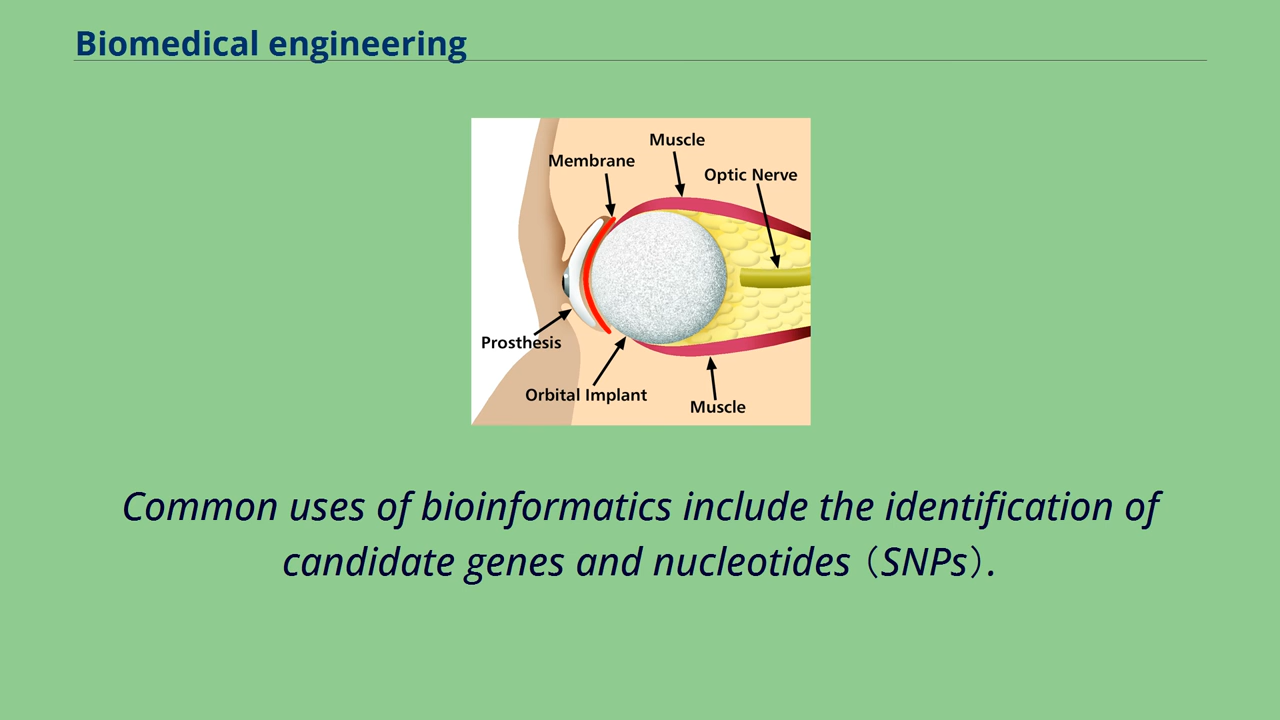 Biomedical engineering
Muscle
Membrane
Optic Nerve
Prosthesis
Orbital Implant
Muscle
Common uses of bioinformatics include the identification of
candidate genes and nucleotides（SNPs）.